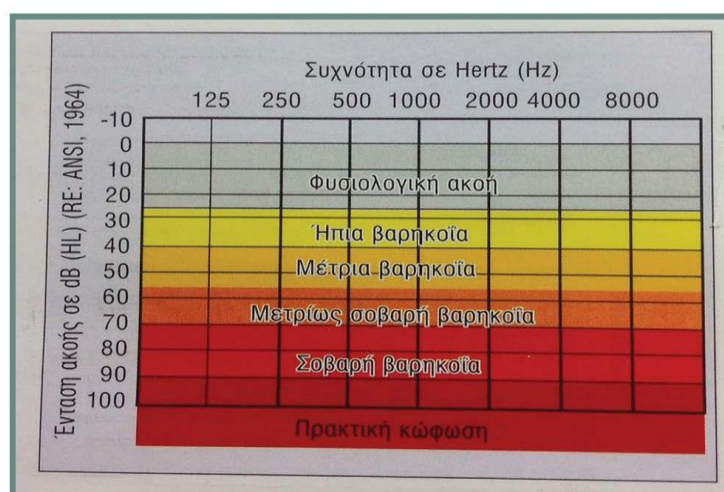 Συχνότητα σε Hertz (Hz)
125 250 500 1000 2000 4000 8000
Ένταση ακοής σε dB (HL) (RE: ANSI, 1964)
-10
0
10
20
30
40
50
60
70
80
90
100
Φυσιολογική ακοή
Ήπια βαρηκοΐα
Μέτρια βαρηκοΐα
Μετρίως σοβαρή βαρηκοΐα
Σοβαρή βαρηκοΐα
Πρακτική κώφωση